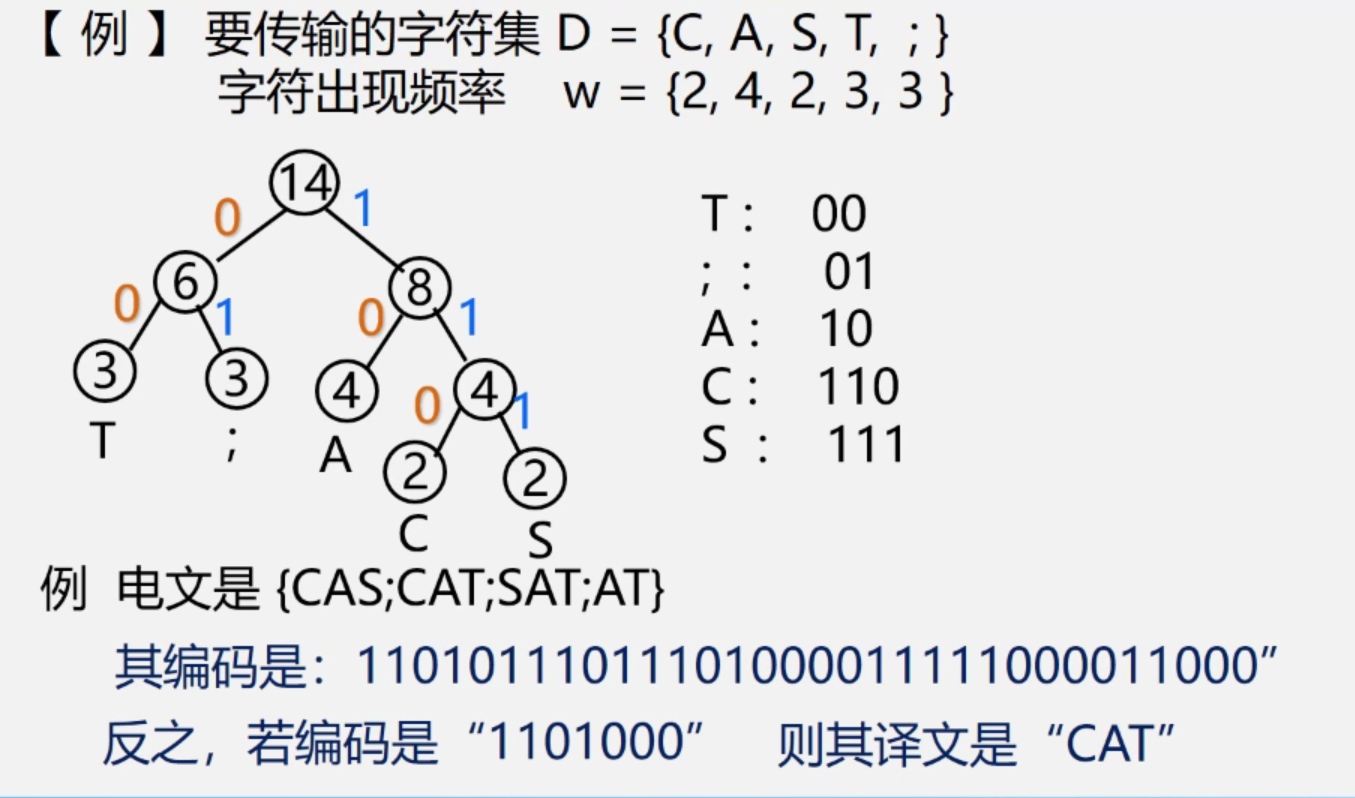 【 例 】 要传输的字符集 D = {C, A, S, T, ; }
字符出现频率 w = {2, 4, 2, 3, 3 }
14
0 1
6 8
0 1 0 1
3 3 4 4
0 1
T ; A 2 2
C S
T : 00
; : 01
A : 10
C : 110
S : 111
例 电文是 {CAS;CAT;SAT;AT}
其编码是：11010111011101000011111000011000”
反之，若编码是“1101000” 则其译文是“CAT”